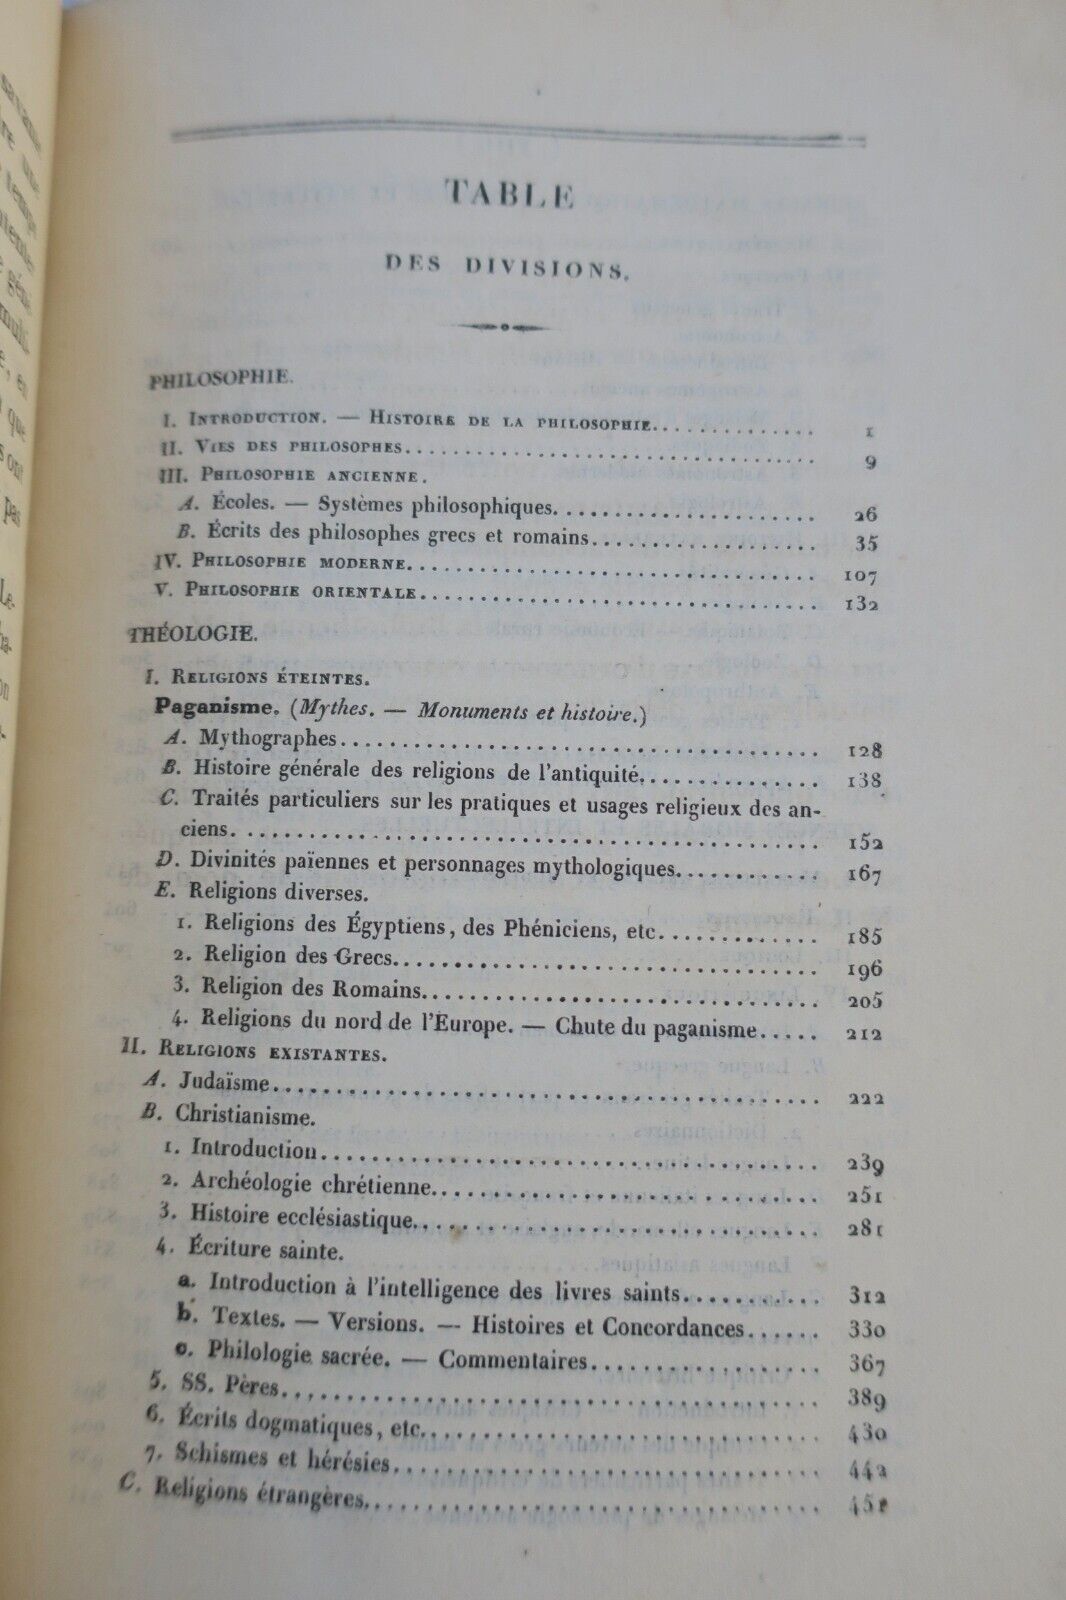 TABLE
DES DIVISIONS.
PHILOSOPHIE.
I. INTRODUCTION. — HISTOIRE DE LA PHILOSOPHIE. 1
II. VIES DES PHILOSOPHES. 9
III. PHILOSOPHIE ANCIENNE.
A. Écoles. — Systèmes philosophiques. 26
B. Écrits des philosophes grecs et romains. 35
IV. PHILOSOPHIE MODERNE. 107
V. PHILOSOPHIE ORIENTALE. 132
THÉOLOGIE.
I. RELIGIONS ÉTEINTES.
Paganisme. (Mythes. — Monuments et histoire.)
A. Mythographes. 128
B. Histoire générale des religions de l'antiquité. 138
C. Traités particuliers sur les pratiques et usages religieux des an-
ciens. 152
D. Divinités païennes et personnages mythologiques. 167
E. Religions diverses.
1. Religions des Égyptiens, des Phéniciens, etc. 185
2. Religion des Grecs. 196
3. Religion des Romains. 205
4. Religions du nord de l'Europe. — Chute du paganisme. 212
II. RELIGIONS EXISTANTES.
A. Judaïsme. 222
B. Christianisme.
1. Introduction. 239
2. Archéologie chrétienne. 251
3. Histoire ecclésiastique. 281
4. Écriture sainte.
a. Introduction à l'intelligence des livres saints. 312
b. Textes. — Versions. — Histoires et Concordances. 330
c. Philologie sacrée. — Commentaires. 367
5. SS. Pères. 389
6. Écrits dogmatiques, etc. 430
7. Schismes et hérésies. 442
C. Religions étrangères. 451